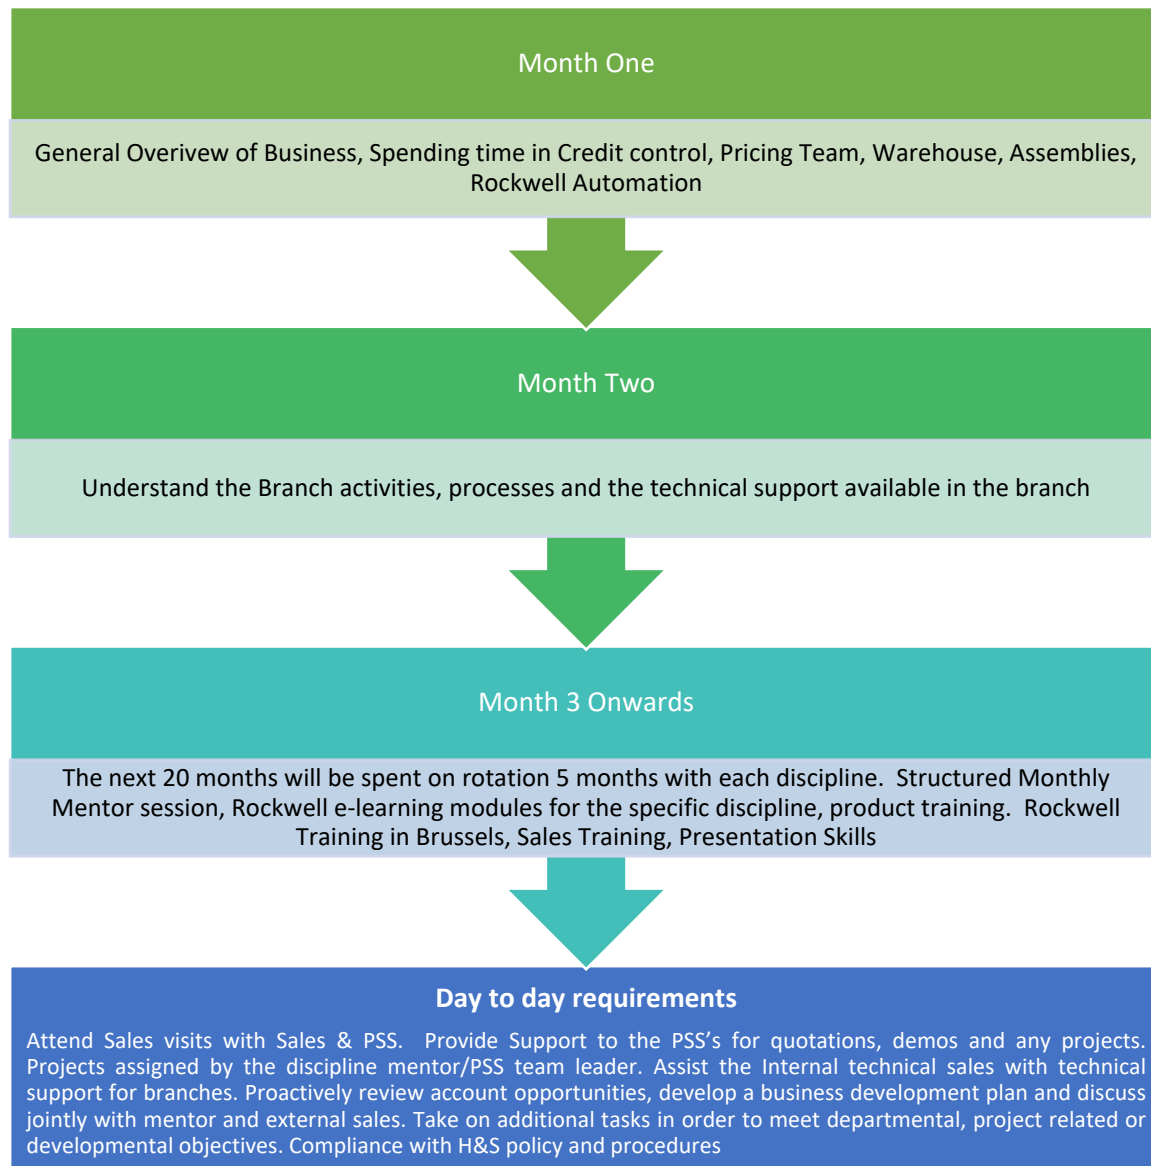 Month One
General Overivew of Business, Spending time in Credit control, Pricing Team, Warehouse, Assemblies,
Rockwell Automation
Month Two
Understand the Branch activities, processes and the technical support available in the branch
Month 3 Onwards
The next 20 months will be spent on rotation 5 months with each discipline.  Structured Monthly
Mentor session, Rockwell e-learning modules for the specific discipline, product training.  Rockwell
Training in Brussels, Sales Training, Presentation Skills
Day to day requirements
Attend Sales visits with Sales & PSS.  Provide Support to the PSS’s for quotations, demos and any projects.
Projects assigned by the discipline mentor/PSS team leader. Assist the Internal technical sales with technical
support for branches. Proactively review account opportunities, develop a business development plan and discuss
jointly with mentor and external sales. Take on additional tasks in order to meet departmental, project related or
developmental objectives. Compliance with H&S policy and procedures